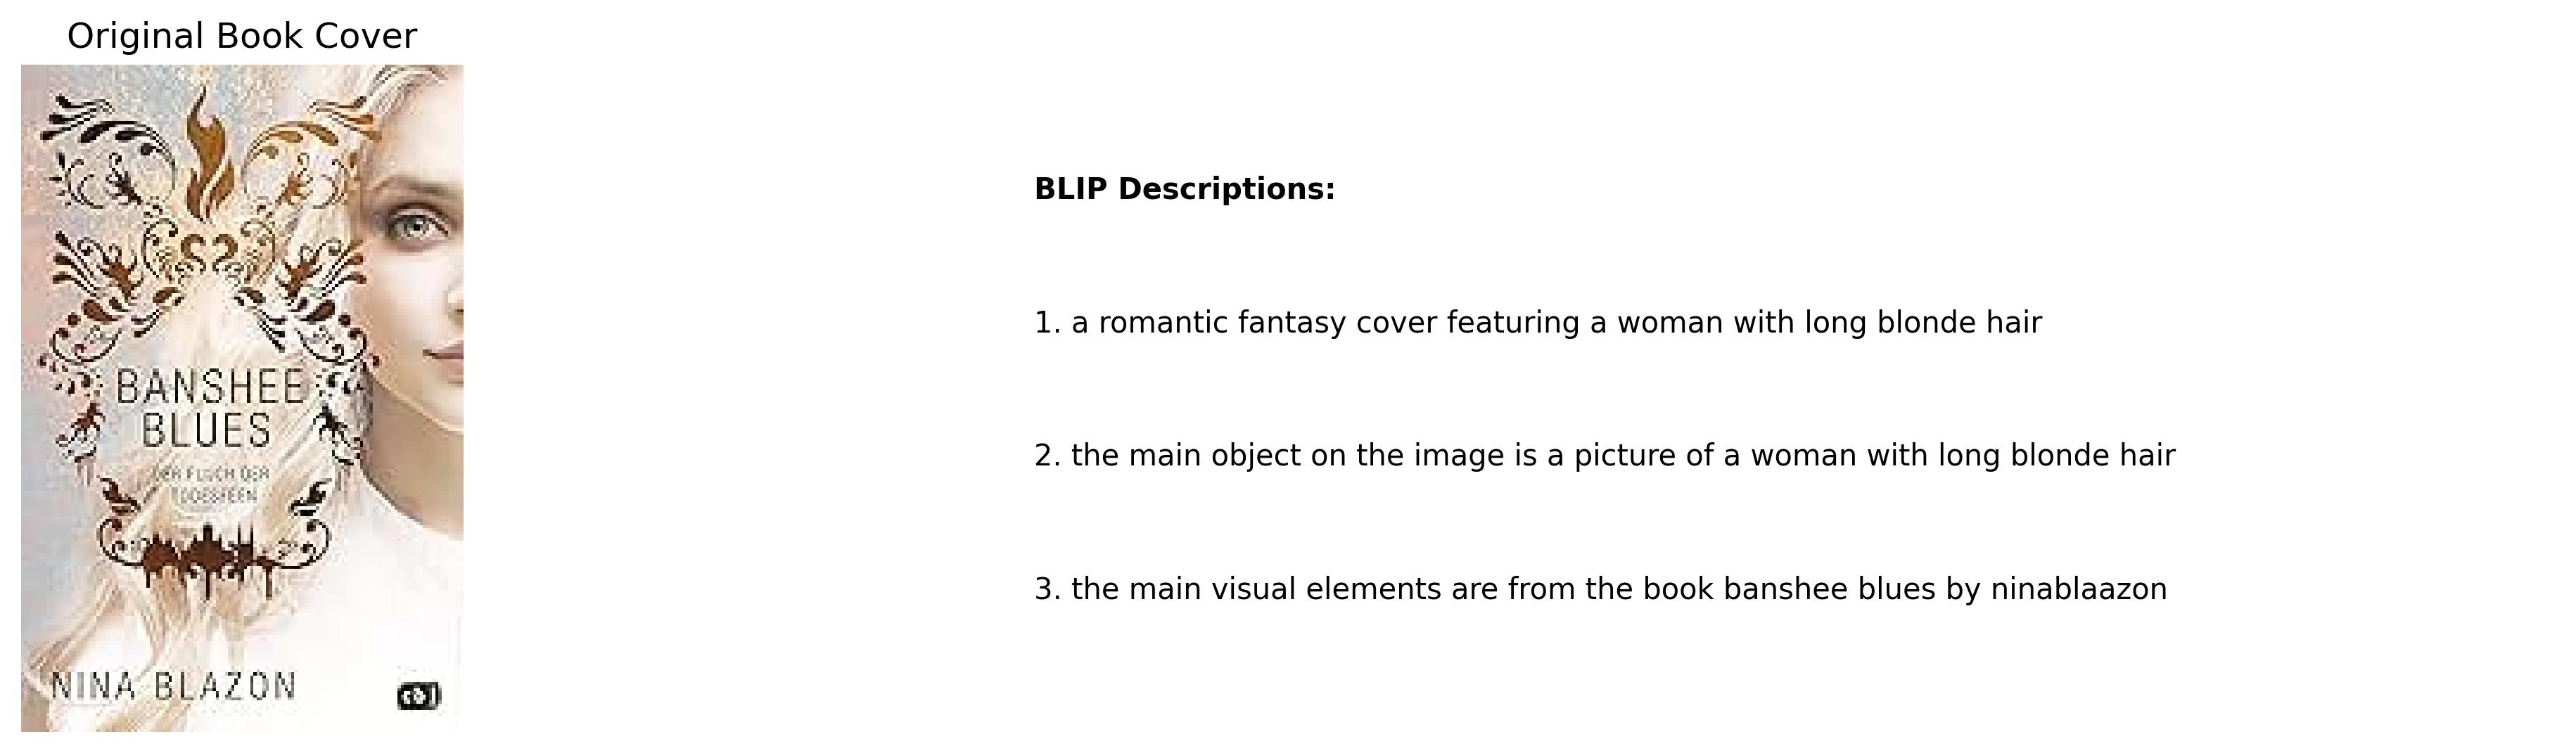 Original Book Cover
BANSHEE
BLUES
DER FLUCH DER
TODESFEEN
NINA BLAZON
cbj
BLIP Descriptions:
1. a romantic fantasy cover featuring a woman with long blonde hair
2. the main object on the image is a picture of a woman with long blonde hair
3. the main visual elements are from the book banshee blues by ninablaazon